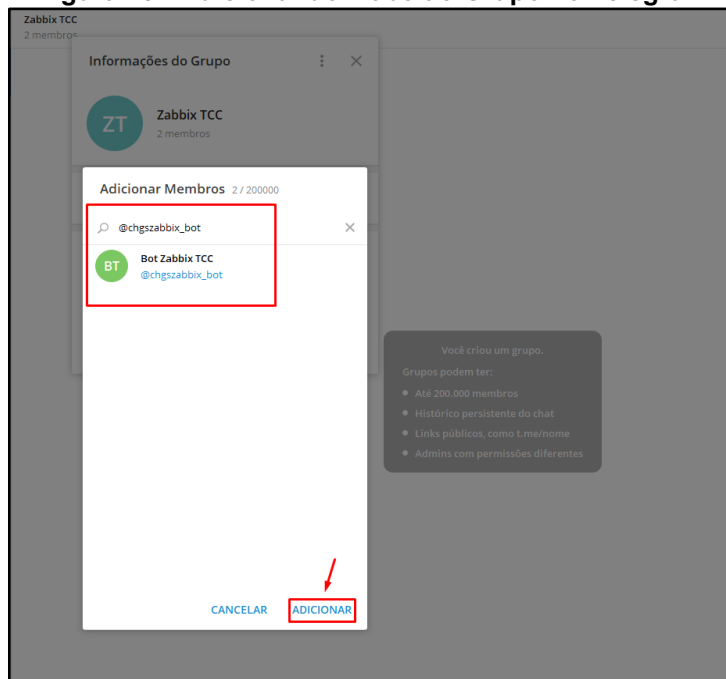 Zabbix TCC
2 membros
Informações do Grupo
ZT
Zabbix TCC
2 membros
Adicionar Membros 2 / 200000
@chgszabbix_bot
BT
Bot Zabbix TCC
@chgszabbix_bot
Você criou um grupo.
Grupos podem ter:
Até 200.000 membros
Histórico persistente do chat
Links públicos, como t.me/nome
Admins com permissões diferentes
CANCELAR ADICIONAR